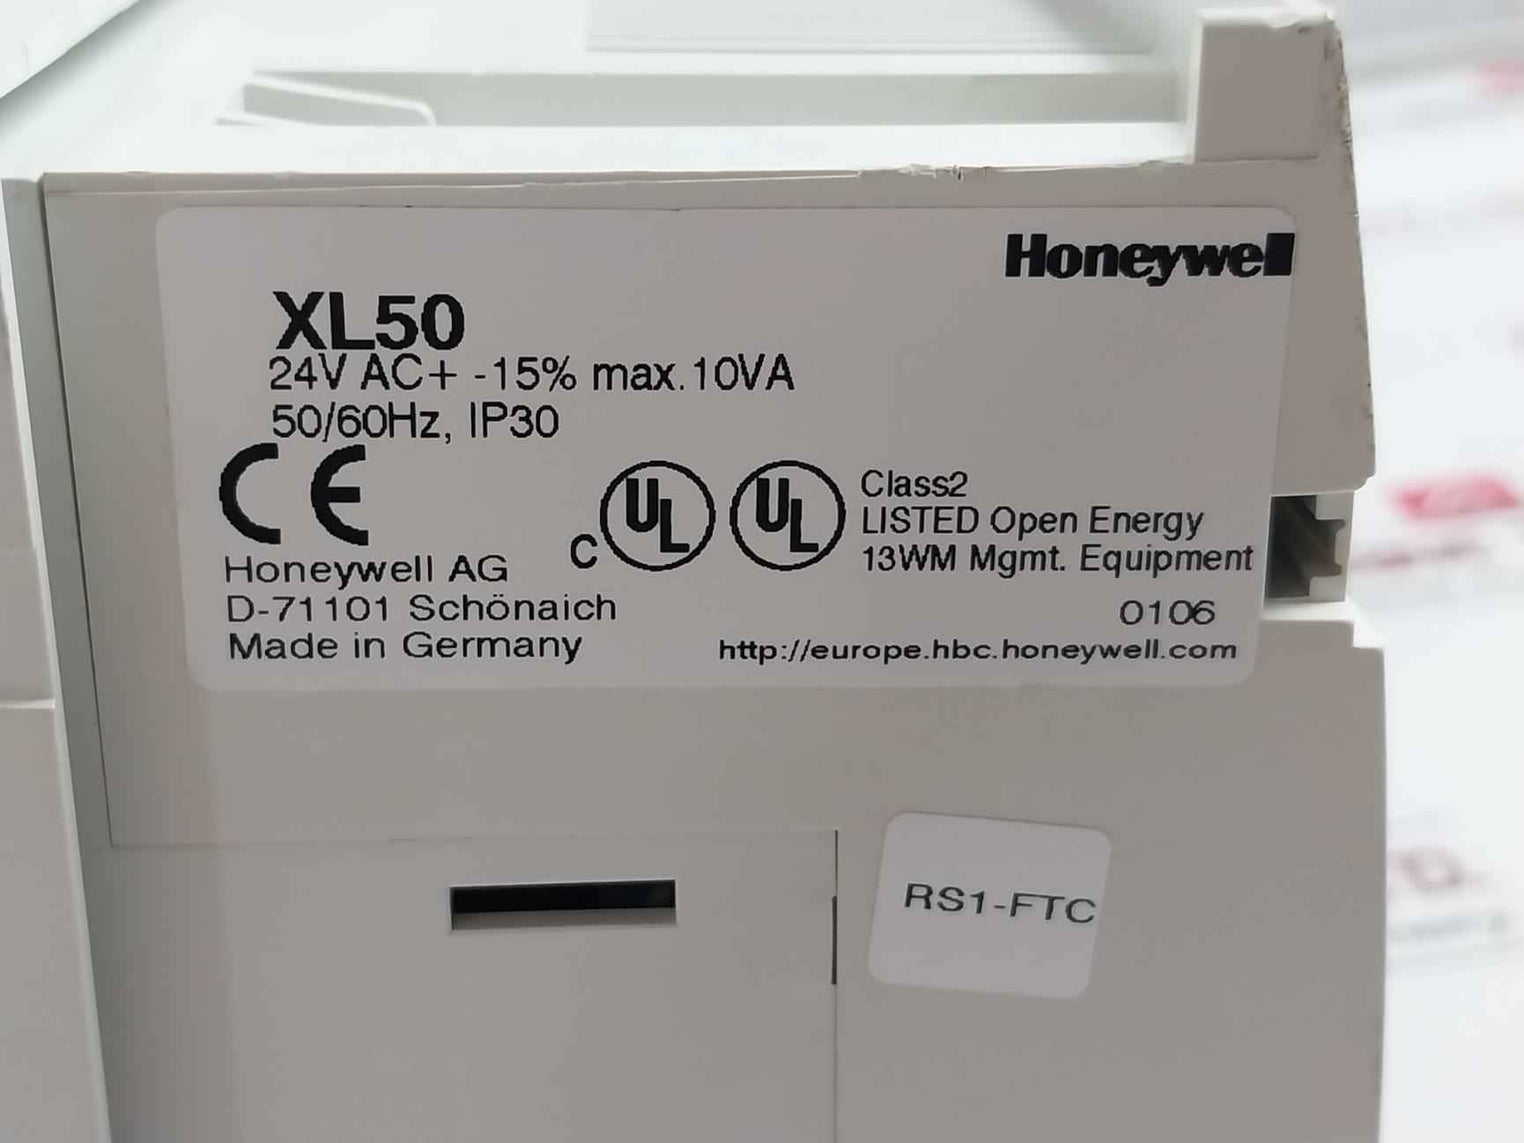 Honeywell
XL50
24V AC+ -15% max.10VA
50/60Hz, IP30
CE
c UL UL
Class2
LISTED Open Energy
13WM Mgmt. Equipment
Honeywell AG
D-71101 Schönaich
0106
Made in Germany
http://europe.hbc.honeywell.com
RS1-FTC